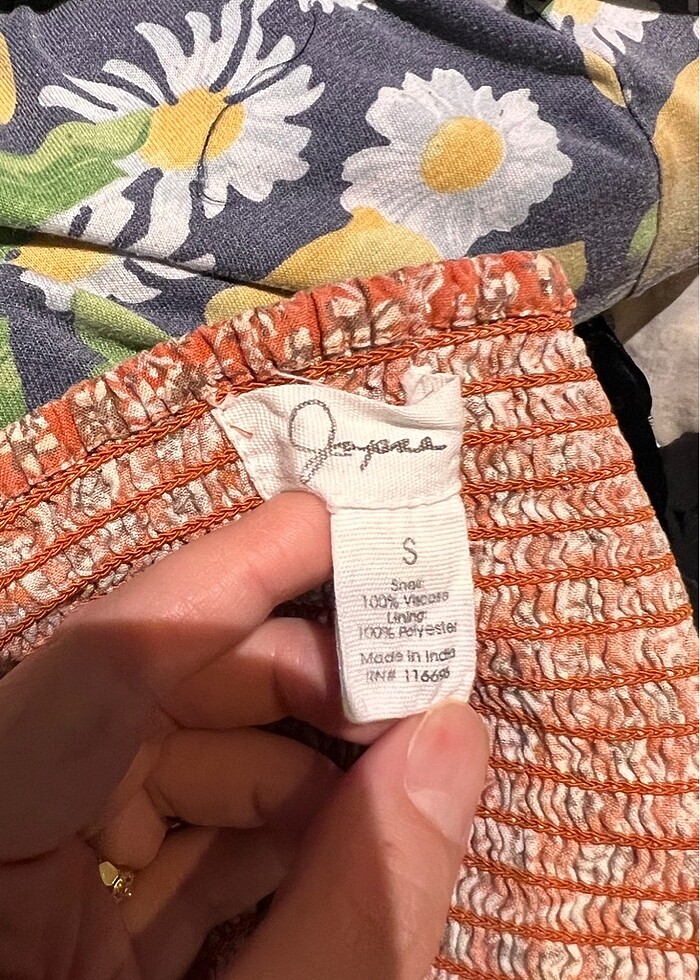 S
Shell:
100% Viscose
Lining:
100% Polyester
Made in India
RN#